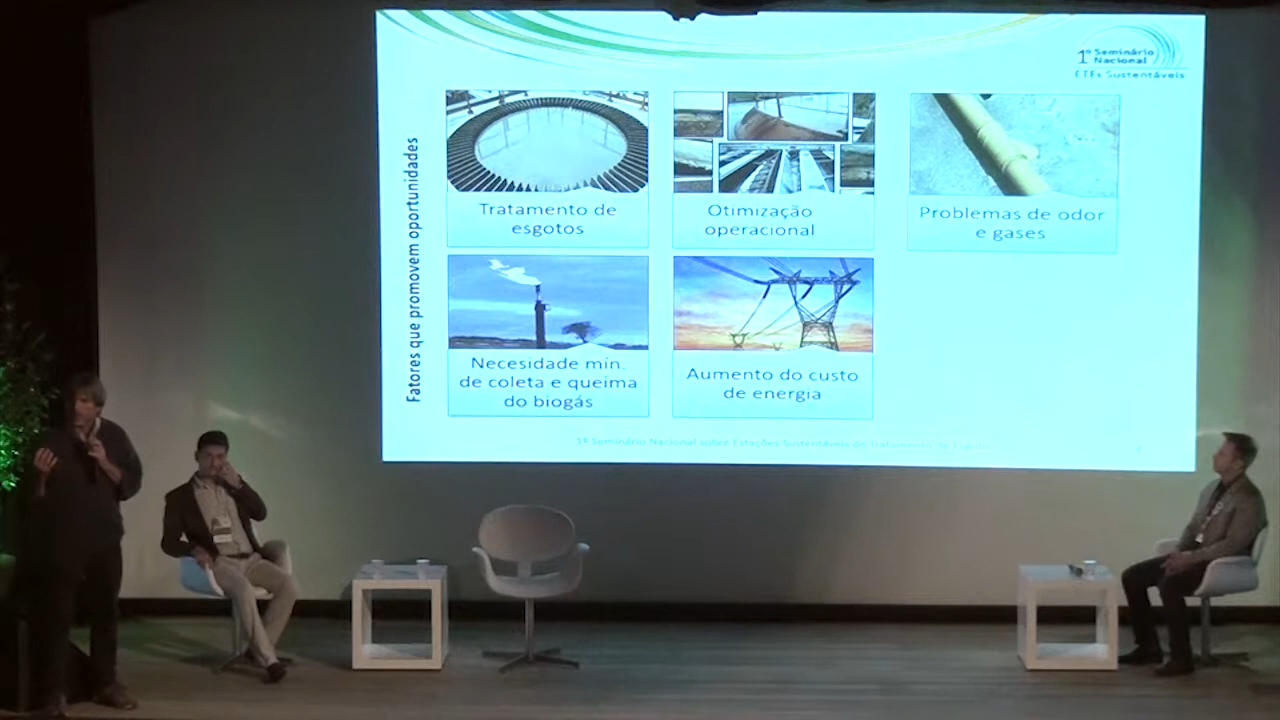 1º Seminário
Nacional
ETEs Sustentáveis
Fatores que promovem oportunidades
Tratamento de
esgotos
Otimização
operacional
Problemas de odor
e gases
Necesidade mín.
de coleta e queima
do biogás
Aumento do custo
de energia
1º Seminário Nacional sobre Estações Sustentáveis de Tratamento de Esgoto